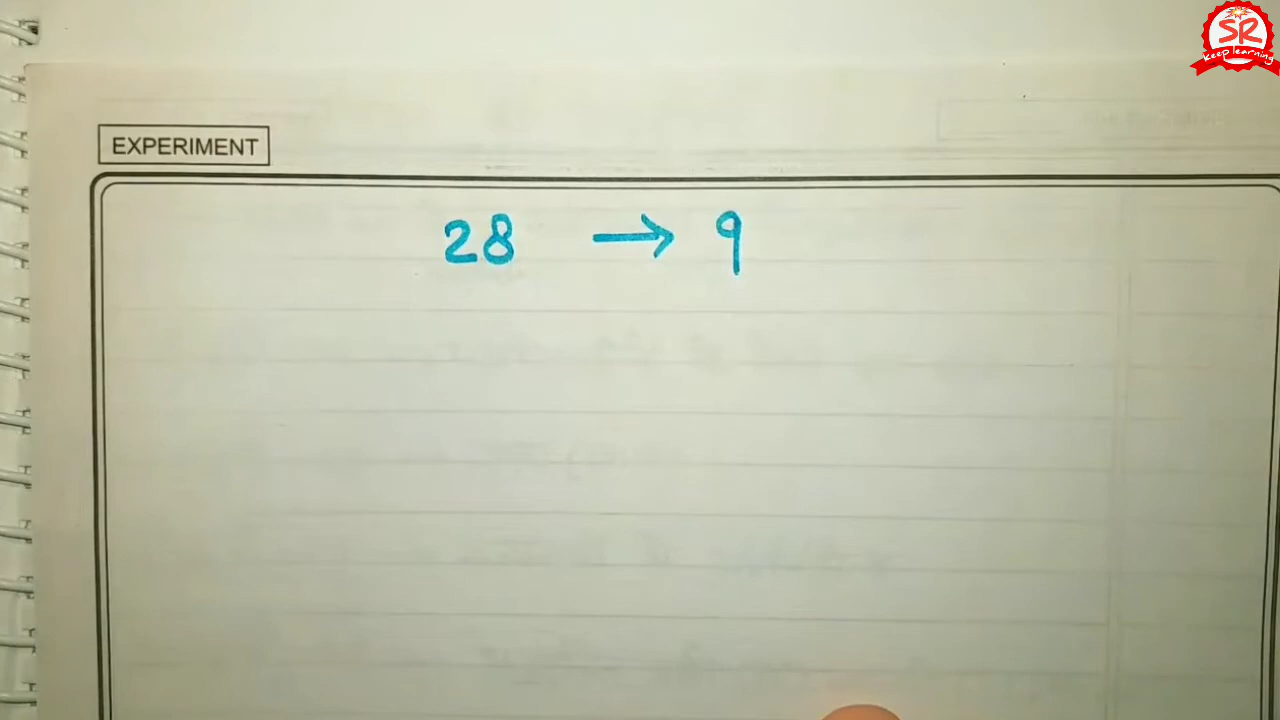 SR
keep learning
EXPERIMENT
28 → 9